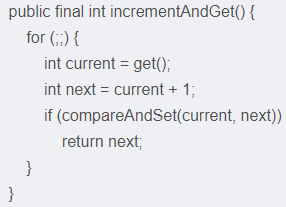 public final int incrementAndGet() {
    for (;;) {
        int current = get();
        int next = current + 1;
        if (compareAndSet(current, next))
            return next;
    }
}